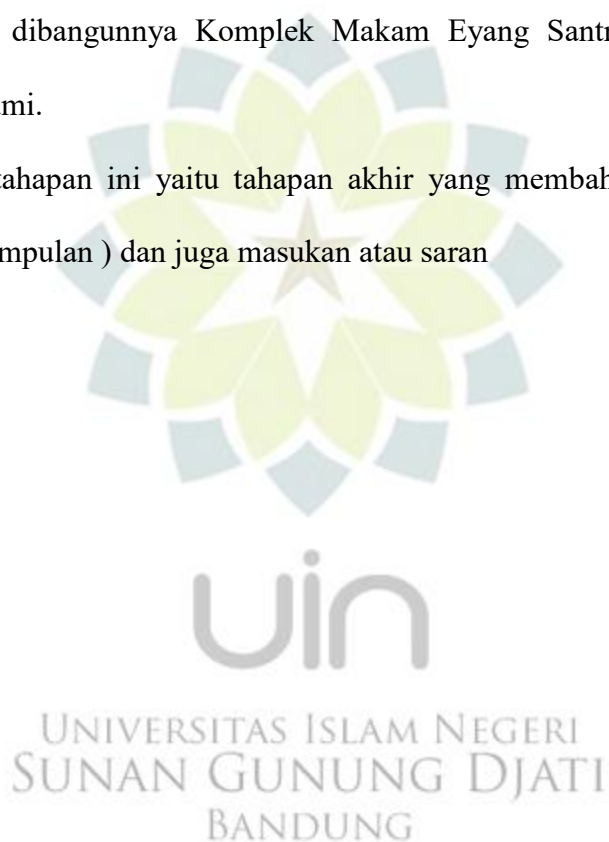 dibangunnya Komplek Makam Eyang Santr
ami.
tahapan ini yaitu tahapan akhir yang membah
mpulan ) dan juga masukan atau saran
uin
UNIVERSITAS ISLAM NEGERI
SUNAN GUNUNG DJATI
BANDUNG